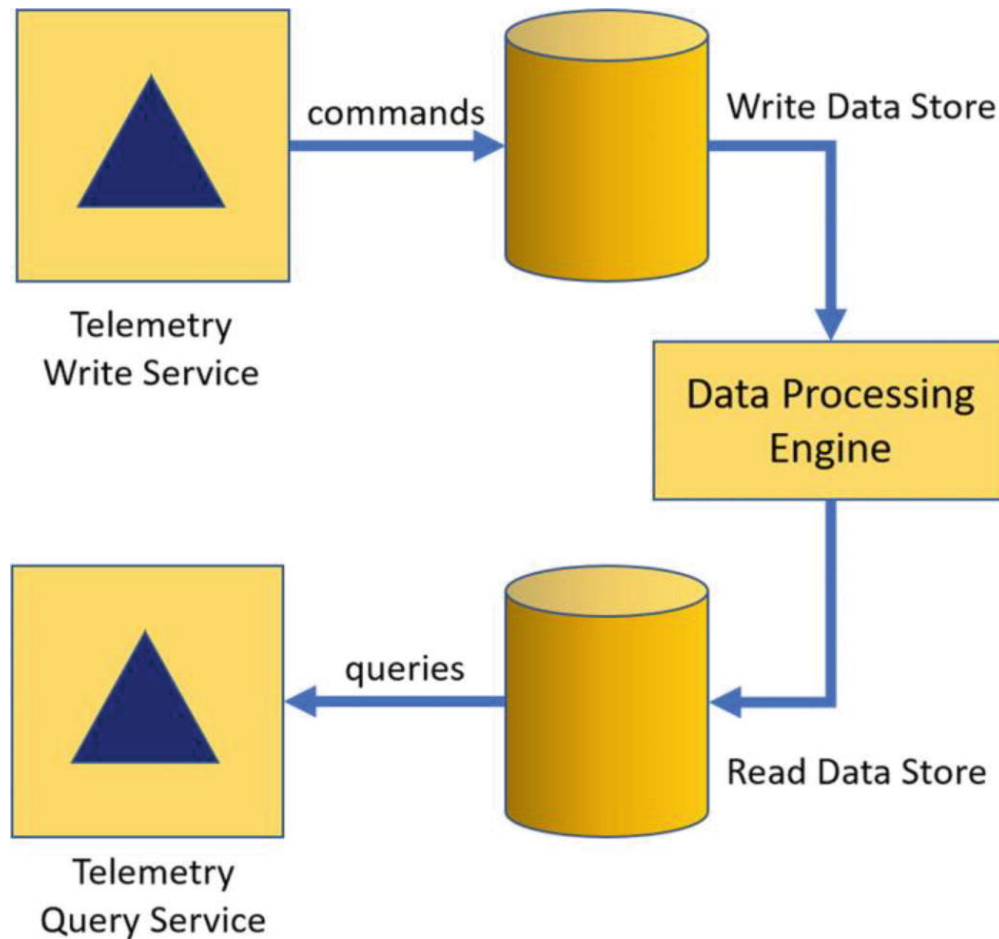 commands
Write Data Store
Telemetry
Write Service
Data Processing
Engine
queries
Read Data Store
Telemetry
Query Service